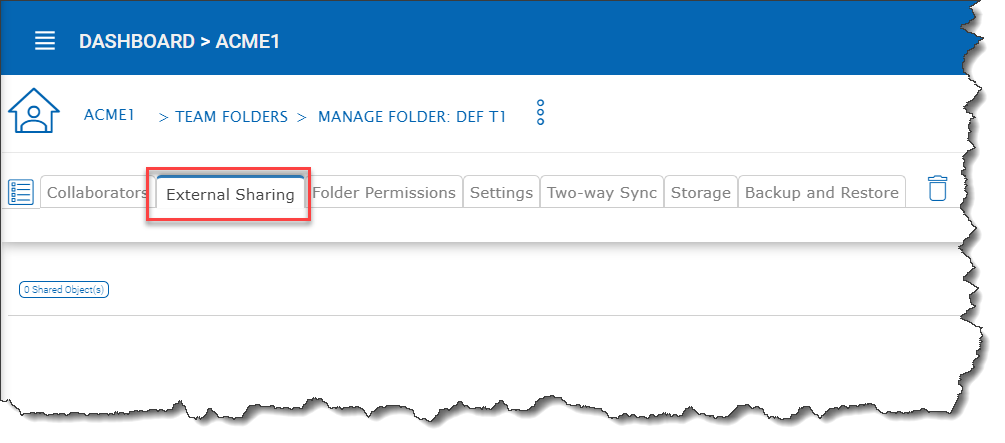 DASHBOARD > ACME1
ACME1 > TEAM FOLDERS > MANAGE FOLDER: DEF T1
Collaborators External Sharing Folder Permissions Settings Two-way Sync Storage Backup and Restore
0 Shared Object(s)